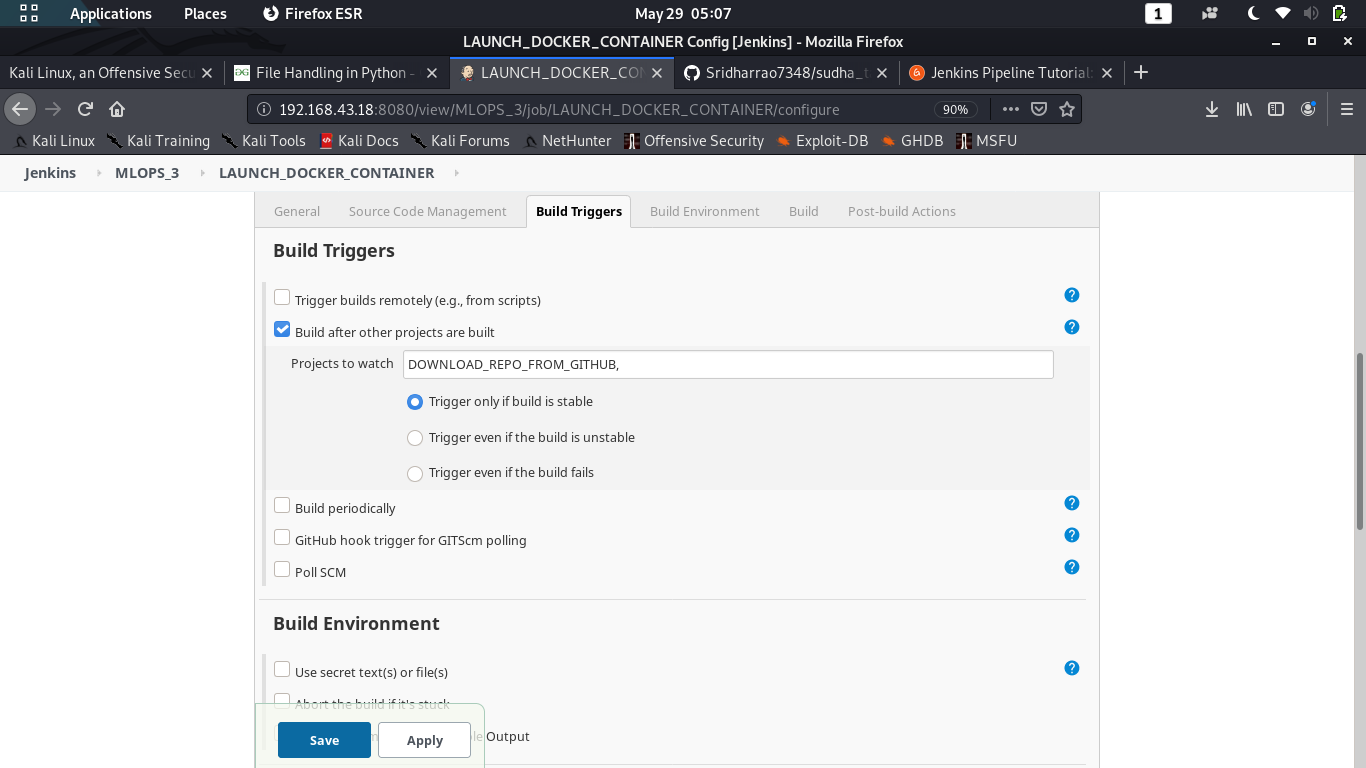 Applications Places Firefox ESR May 29 05:07 1
LAUNCH_DOCKER_CONTAINER Config [Jenkins] - Mozilla Firefox
Kali Linux, an Offensive Secu File Handling in Python - LAUNCH_DOCKER_CON Sridharrao7348/sudha_t Jenkins Pipeline Tutorial:
192.168.43.18:8080/view/MLOPS_3/job/LAUNCH_DOCKER_CONTAINER/configure 90%
Kali Linux Kali Training Kali Tools Kali Docs Kali Forums NetHunter Offensive Security Exploit-DB GHDB MSFU
Jenkins MLOPS_3 LAUNCH_DOCKER_CONTAINER
General Source Code Management Build Triggers Build Environment Build Post-build Actions
Build Triggers
Trigger builds remotely (e.g., from scripts)
Build after other projects are built
Projects to watch DOWNLOAD_REPO_FROM_GITHUB,
Trigger only if build is stable
Trigger even if the build is unstable
Trigger even if the build fails
Build periodically
GitHub hook trigger for GITScm polling
Poll SCM
Build Environment
Use secret text(s) or file(s)
Abort the build if it's stuck
Output
Save Apply